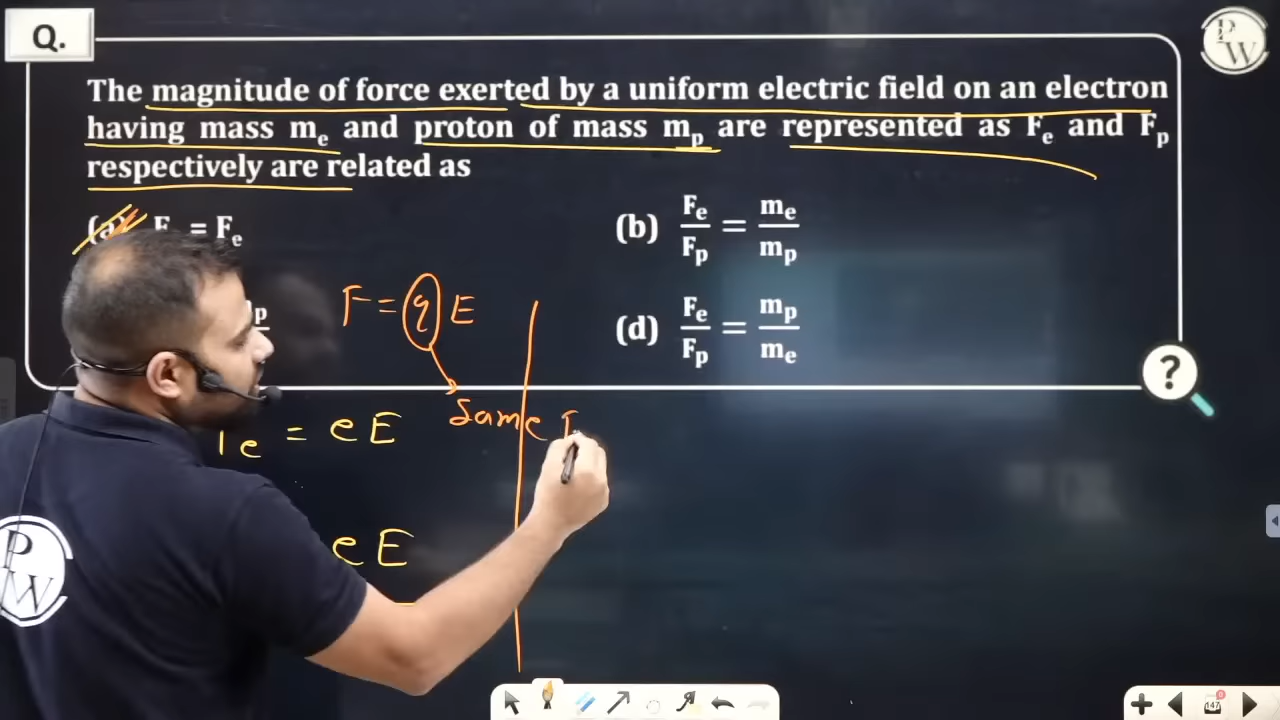 Q.
P
W
The magnitude of force exerted by a uniform electric field on an electron
having mass mₑ and proton of mass mₚ are represented as Fₑ and Fₚ
respectively are related as
(a) F = Fₑ
(b) Fₑ/Fₚ = mₑ/mₚ
p
(d) Fₑ/Fₚ = mₚ/mₑ
F = q E
same
e = e E
e E
?
P
W
147